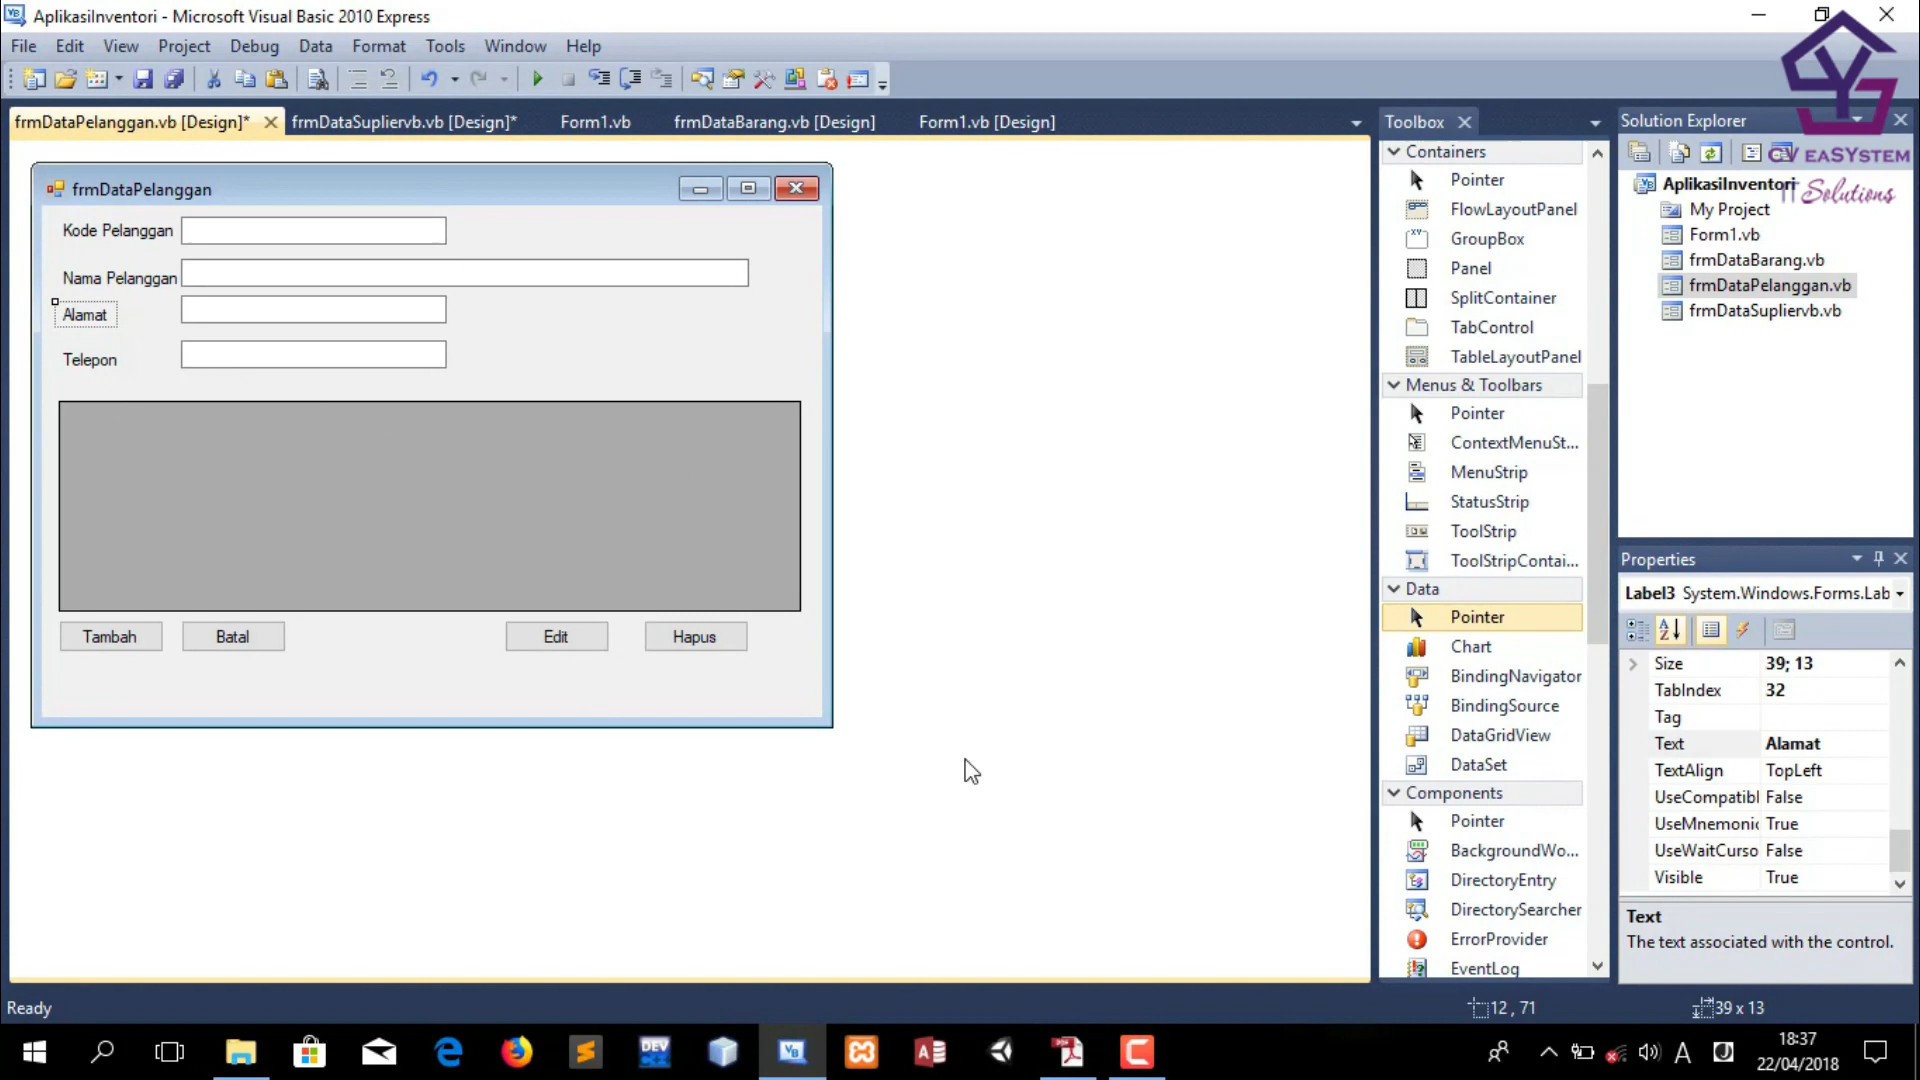 AplikasiInventori - Microsoft Visual Basic 2010 Express
File Edit View Project Debug Data Format Tools Window Help
frmDataPelanggan.vb [Design]* frmDataSupliervb.vb [Design]* Form1.vb frmDataBarang.vb [Design] Form1.vb [Design]
frmDataPelanggan
Kode Pelanggan
Nama Pelanggan
Alamat
Telepon
Tambah Batal Edit Hapus
Toolbox
Containers
Pointer
FlowLayoutPanel
GroupBox
Panel
SplitContainer
TabControl
TableLayoutPanel
Menus & Toolbars
Pointer
ContextMenuSt...
MenuStrip
StatusStrip
ToolStrip
ToolStripContai...
Data
Pointer
Chart
BindingNavigator
BindingSource
DataGridView
DataSet
Components
Pointer
BackgroundWo...
DirectoryEntry
DirectorySearcher
ErrorProvider
EventLog
Solution Explorer
CV eaSYstem
IT Solutions
AplikasiInventori
My Project
Form1.vb
frmDataBarang.vb
frmDataPelanggan.vb
frmDataSupliervb.vb
Properties
Label3 System.Windows.Forms.Lab
Size 39; 13
TabIndex 32
Tag
Text Alamat
TextAlign TopLeft
UseCompatibl False
UseMnemonic True
UseWaitCurso False
Visible True
Text
The text associated with the control.
Ready 12 , 71 39 x 13
18:37
22/04/2018